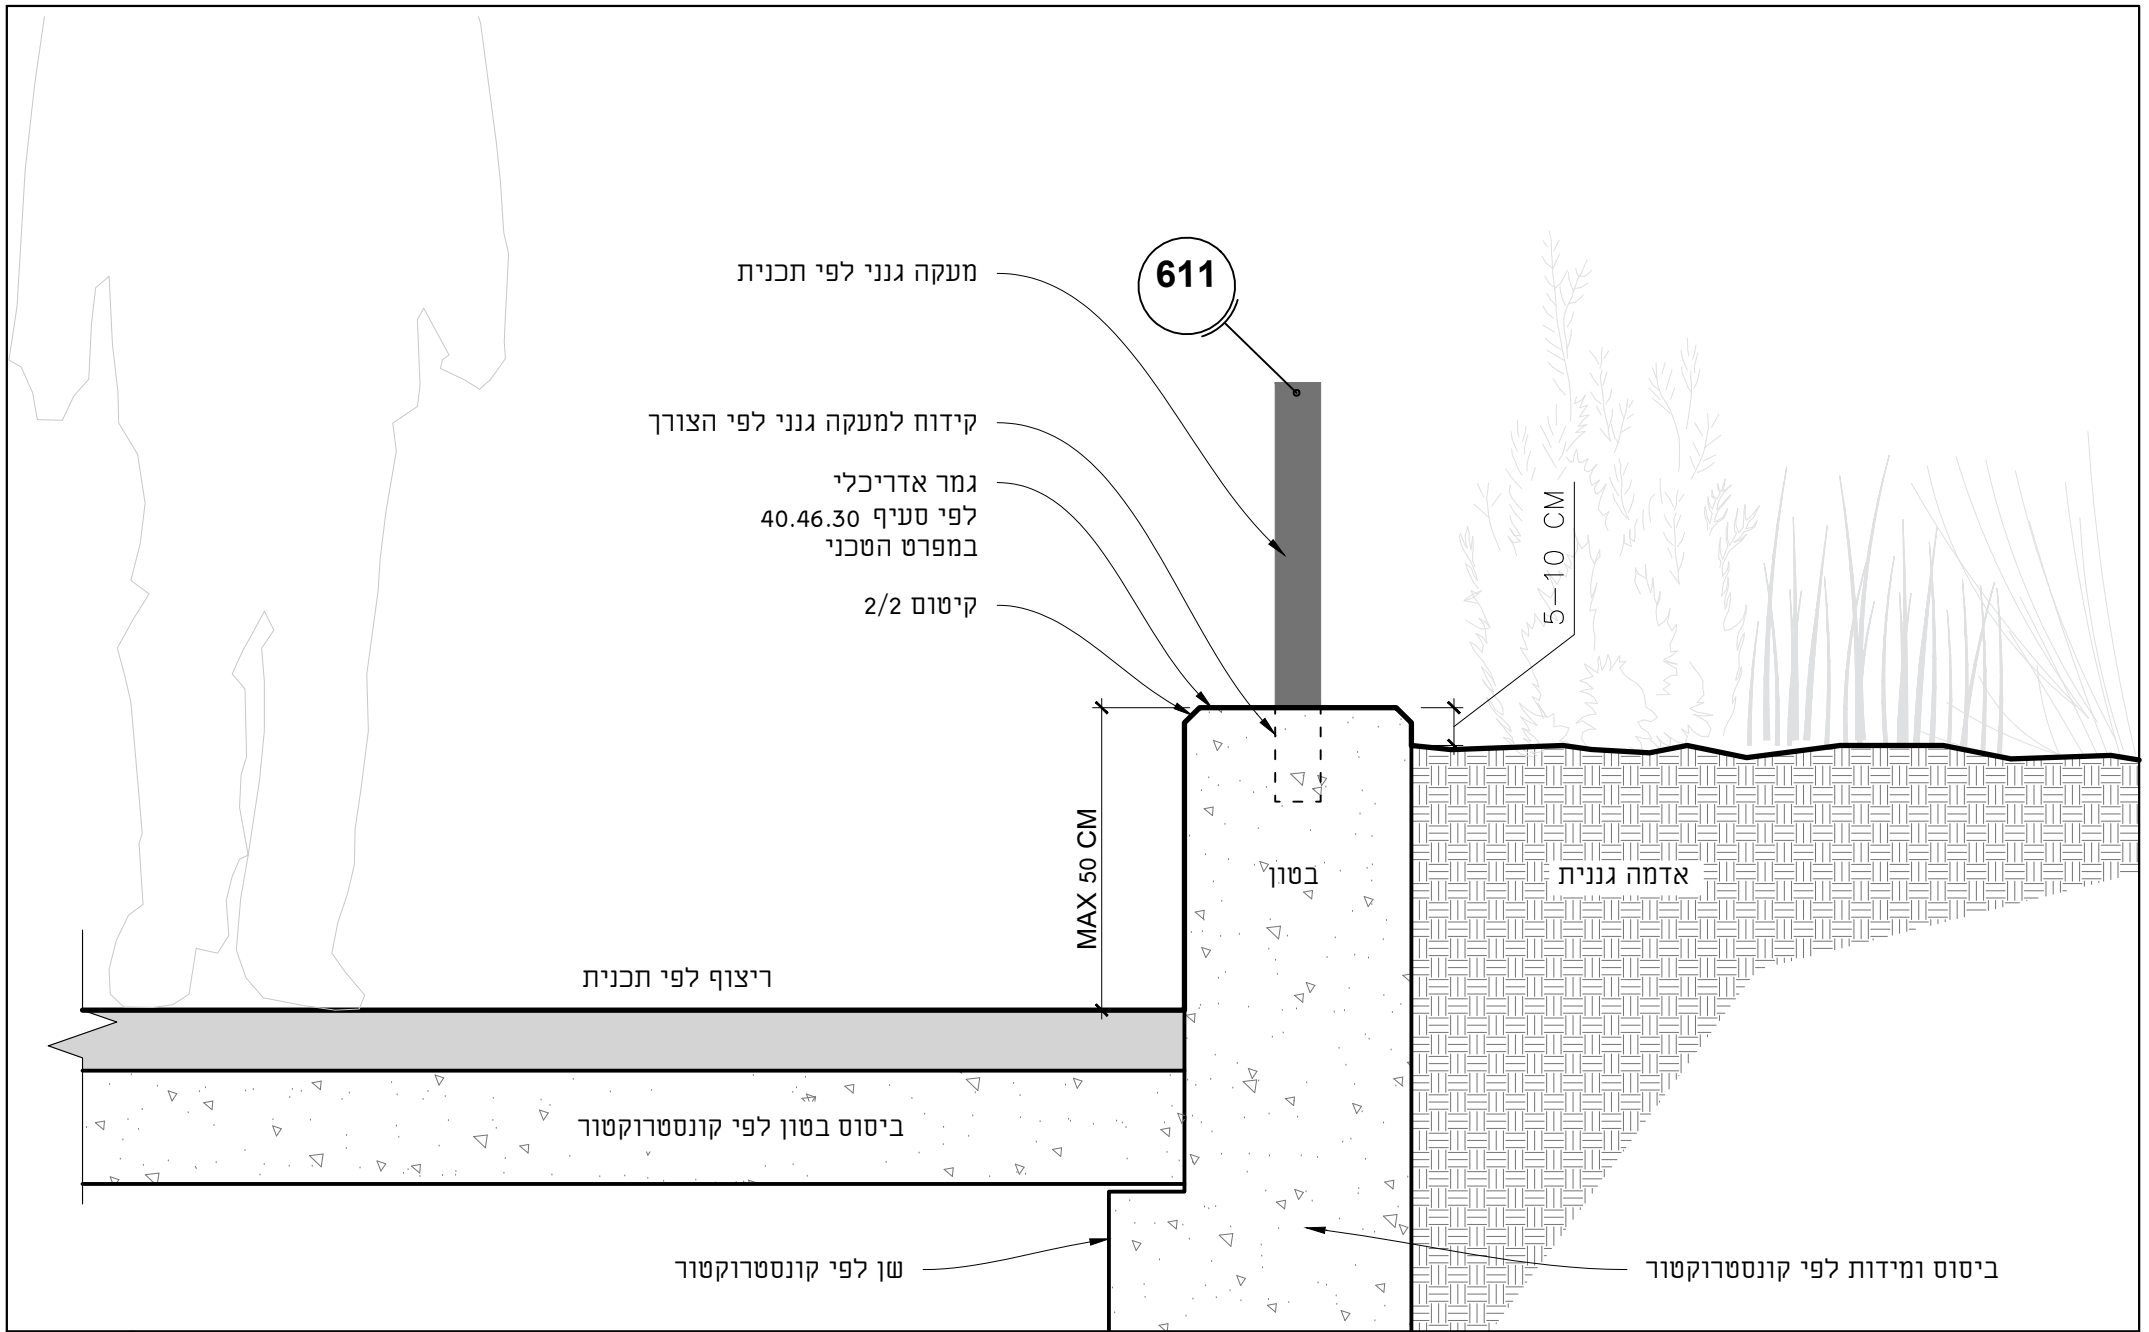 611
מעקה גנני לפי תכנית
קידוח למעקה גנני לפי הצורך
גמר אדריכלי
לפי סעיף 40.46.30
במפרט הטכני
קיטום 2/2
5-10 CM
MAX 50 CM
בטון
אדמה גננית
ריצוף לפי תכנית
ביסוס בטון לפי קונסטרוקטור
שן לפי קונסטרוקטור
ביסוס ומידות לפי קונסטרוקטור